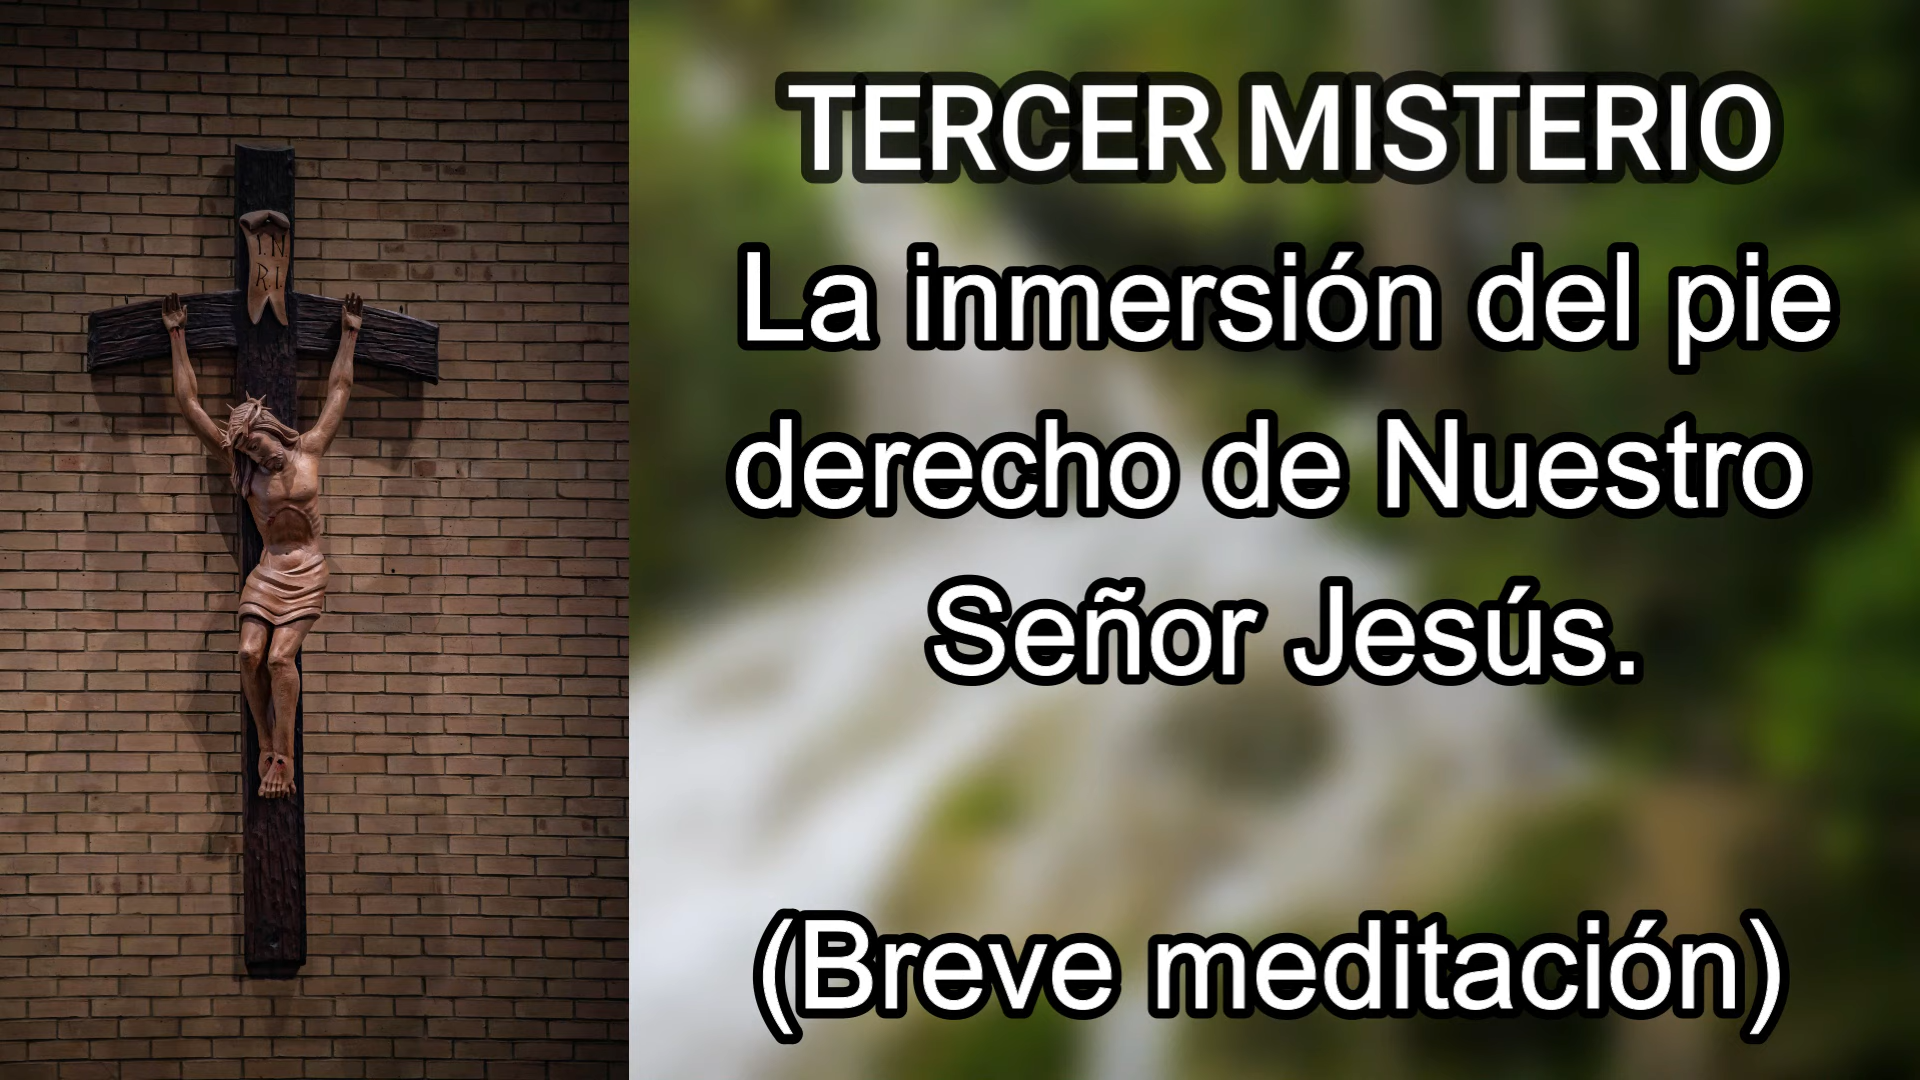 I.N
R.I.
TERCER MISTERIO
La inmersión del pie
derecho de Nuestro
Señor Jesús.
(Breve meditación)